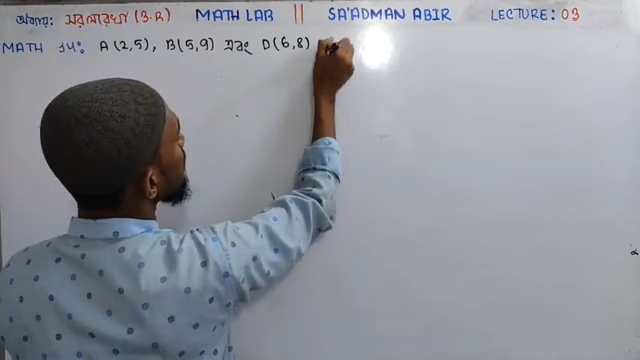 অধ্যায়: সরলরেখা (3.A) MATH LAB || SA'ADMAN ABIR LECTURE: 03
MATH 14: A (2,5), B(5,9) এবং D(6,8)